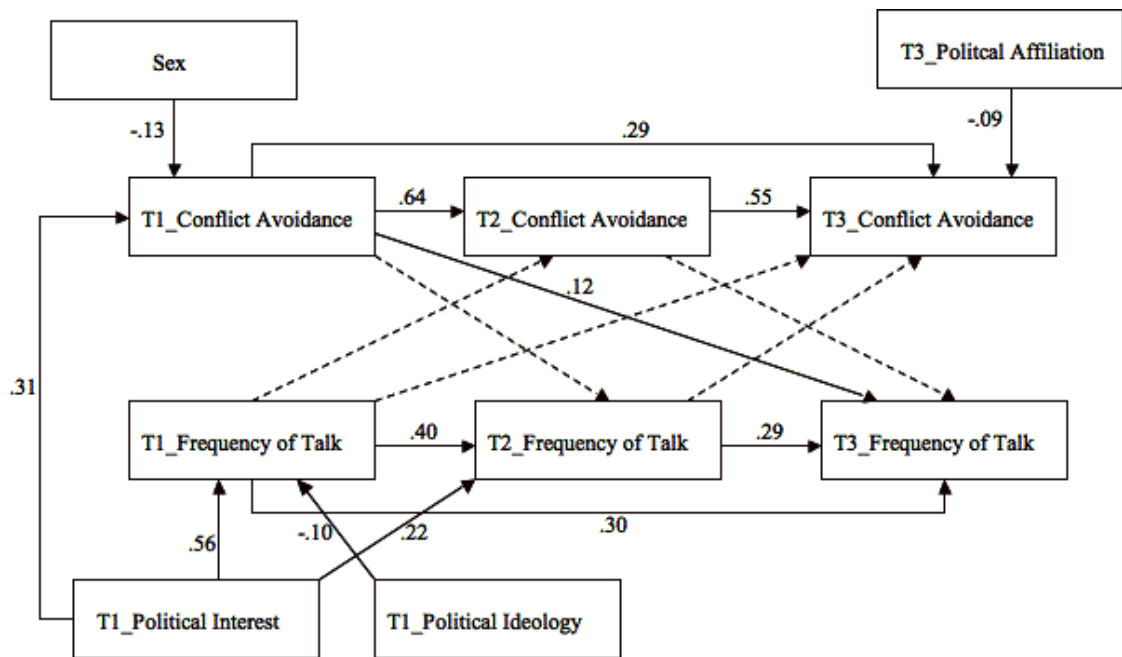 Sex
T3_Politcal Affiliation
-.13
-.09
.29
T1_Conflict Avoidance
.64
T2_Conflict Avoidance
.55
T3_Conflict Avoidance
.12
.31
T1_Frequency of Talk
.40
T2_Frequency of Talk
.29
T3_Frequency of Talk
.56
-.10
.22
.30
T1_Political Interest
T1_Political Ideology